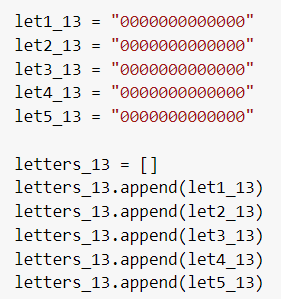 let1_13 = "0000000000000"
let2_13 = "0000000000000"
let3_13 = "0000000000000"
let4_13 = "0000000000000"
let5_13 = "0000000000000"
letters_13 = []
letters_13.append(let1_13)
letters_13.append(let2_13)
letters_13.append(let3_13)
letters_13.append(let4_13)
letters_13.append(let5_13)